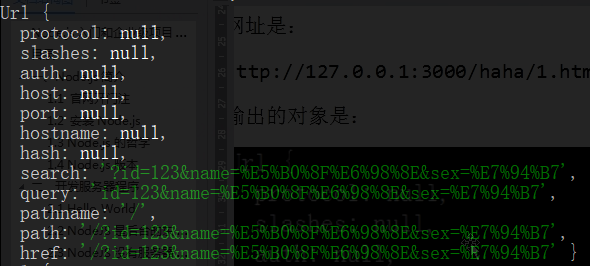 Url {
网址是：
protocol: null,
slashes: null,
auth: null,
ttp://127.0.0.1:3000/haha/1.htm
host: null,
port: null,
输出的对象是：
hostname: null,
hash: null,
search: '?id=123&name=%E5%B0%8F%E6%98%8E&sex=%E7%94%B7',
query: 'id=123&name=%E5%B0%8F%E6%98%8E&sex=%E7%94%B7',
pathname: '/',
path: '/?id=123&name=%E5%B0%8F%E6%98%8E&sex=%E7%94%B7',
href: '/?id=123&name=%E5%B0%8F%E6%98%8E&sex=%E7%94%B7' }